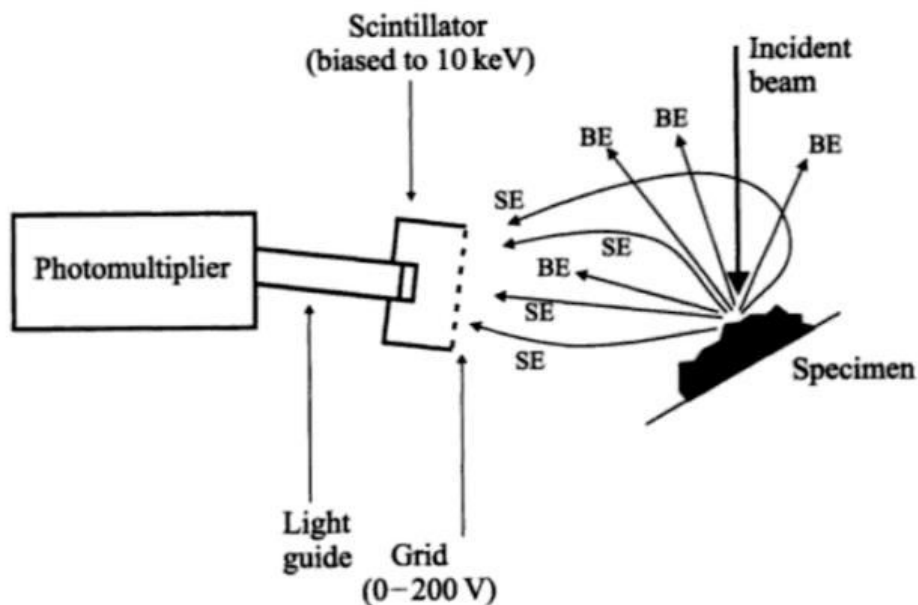 Scintillator
(biased to 10 keV)
Incident
beam
BE
BE
BE
SE
SE
BE
SE
SE
Photomultiplier
Specimen
Light
guide
Grid
(0–200 V)